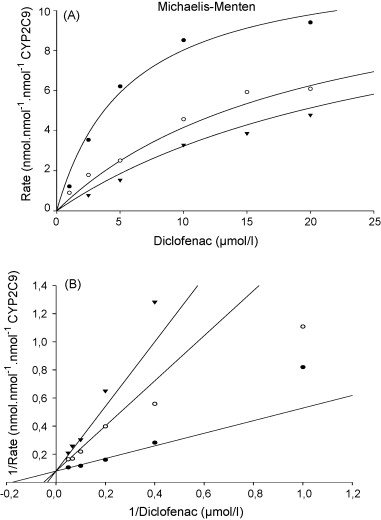 Michaelis-Menten
(A)
Rate (nmol.nmol⁻¹.nmol⁻¹ CYP2C9)
10
8
6
4
2
0
0 5 10 15 20 25
Diclofenac (µmol/l)
(B)
1/Rate (nmol.nmol⁻¹.nmol⁻¹ CYP2C9)
1,4
1,2
1,0
0,8
0,6
0,4
0,2
-0,2 0,0 0,2 0,4 0,6 0,8 1,0 1,2
1/Diclofenac (µmol/l)